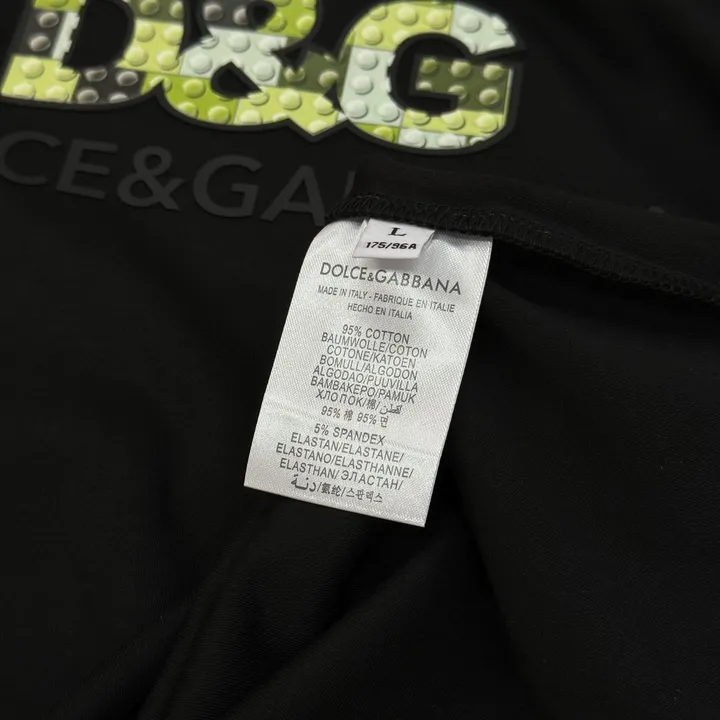 D&G
CE&GA
L
175/96A
DOLCE&GABBANA
MADE IN ITALY - FABRIQUE EN ITALIE
HECHO EN ITALIA
95% COTTON
BAUMWOLLE/COTON
COTONE/KATOEN
BOMULL/ALGODON
ALGODAO/PUUVILLA
BAMBAKEPO/PAMUK
ХЛОПОК/棉/قطن
95% 棉 95% 면
5% SPANDEX
ELASTAN/ELASTANE/
ELASTANO/ELASTHANNE/
ELASTHAN/ ЭЛАСТАН/
/氨纶/스판덱스